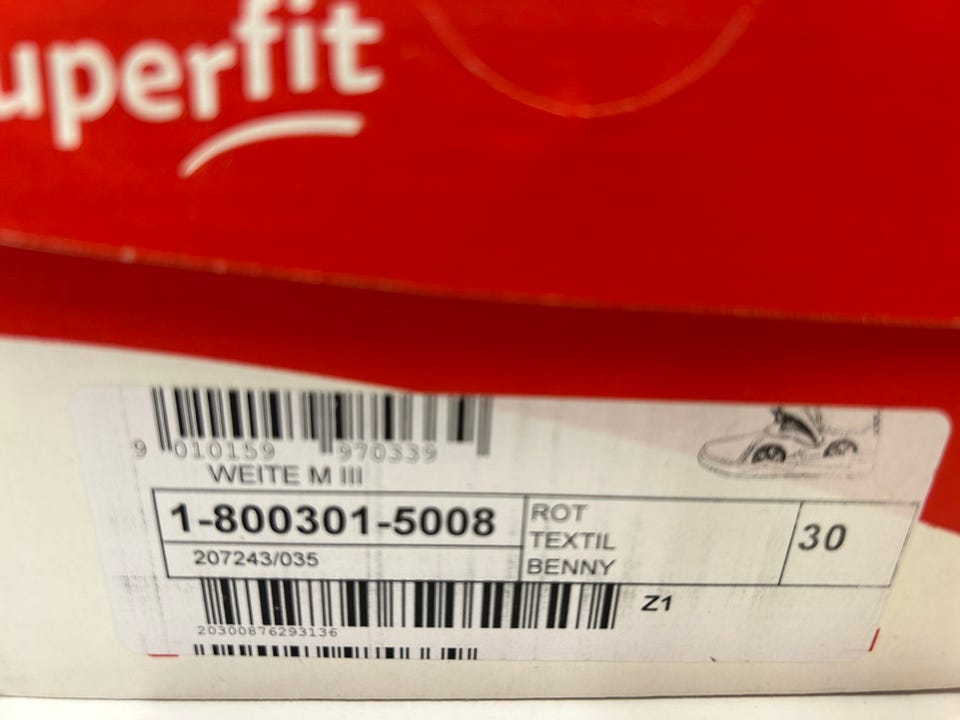 uperfit
9 010159 970339
WEITE M III
1-800301-5008
207243/035
ROT
TEXTIL
BENNY
30
Z1
20300876293136